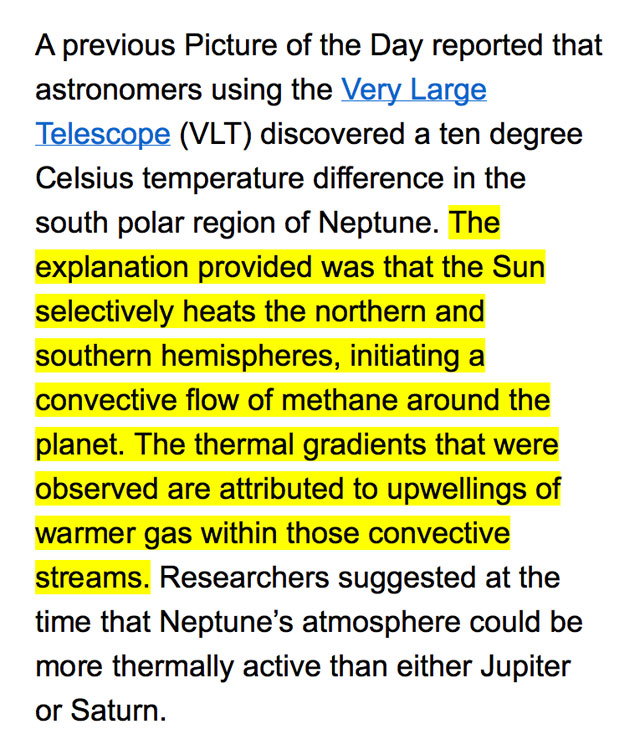 A previous Picture of the Day reported that
astronomers using the Very Large
Telescope (VLT) discovered a ten degree
Celsius temperature difference in the
south polar region of Neptune. The
explanation provided was that the Sun
selectively heats the northern and
southern hemispheres, initiating a
convective flow of methane around the
planet. The thermal gradients that were
observed are attributed to upwellings of
warmer gas within those convective
streams. Researchers suggested at the
time that Neptune’s atmosphere could be
more thermally active than either Jupiter
or Saturn.